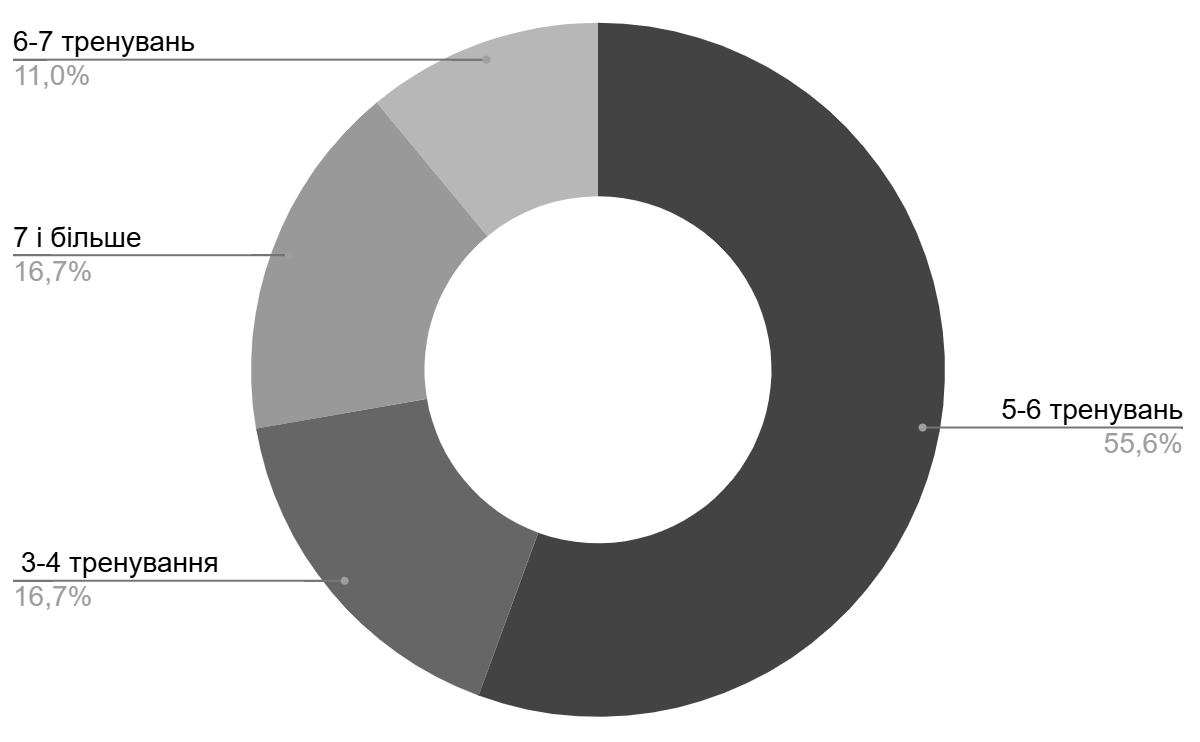 6-7 тренувань
11,0%
7 і більше
16,7%
5-6 тренувань
55,6%
3-4 тренування
16,7%